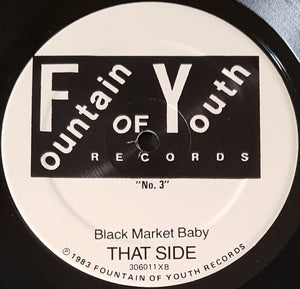 Fountain OF Youth
RECORDS
"No. 3"
Black Market Baby
THAT SIDE
306011XB
℗ 1983 FOUNTAIN OF YOUTH RECORDS